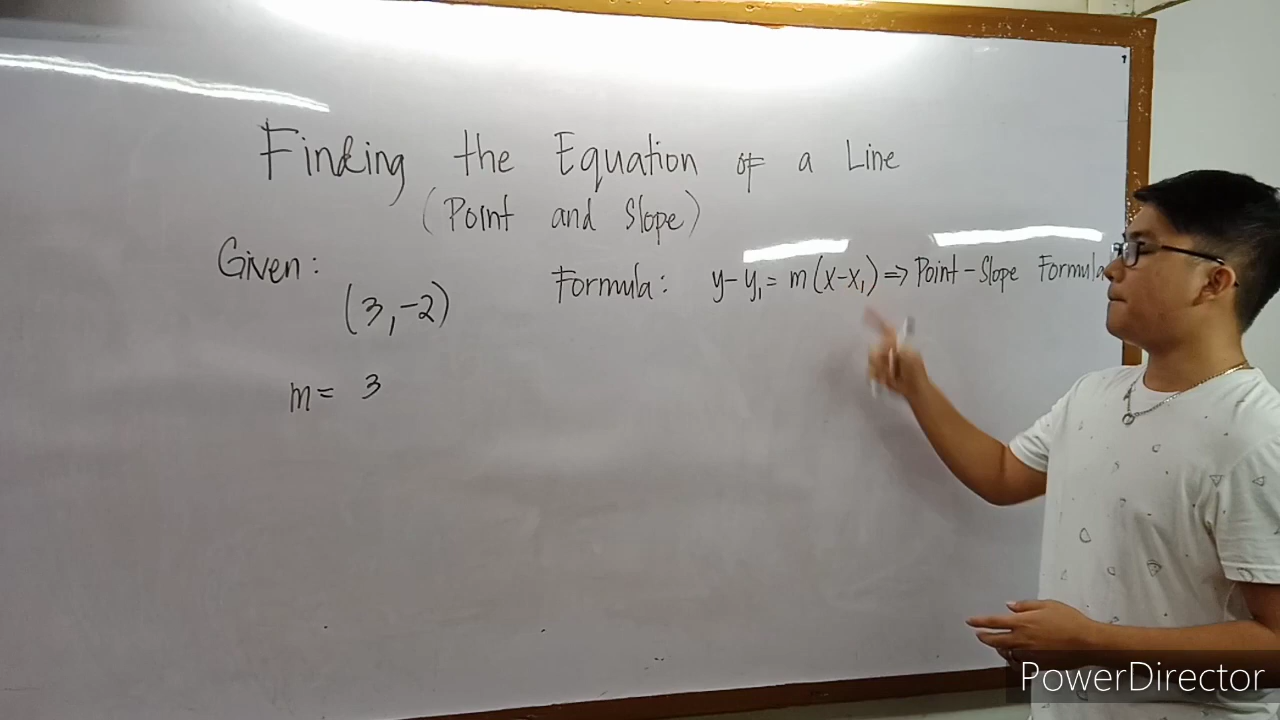 Finding the Equation of a Line
(Point and Slope)
Given:
Formula: y-y₁= m(x-x₁) ⇒ Point-Slope Formula
(3,-2)
m= 3
PowerDirector